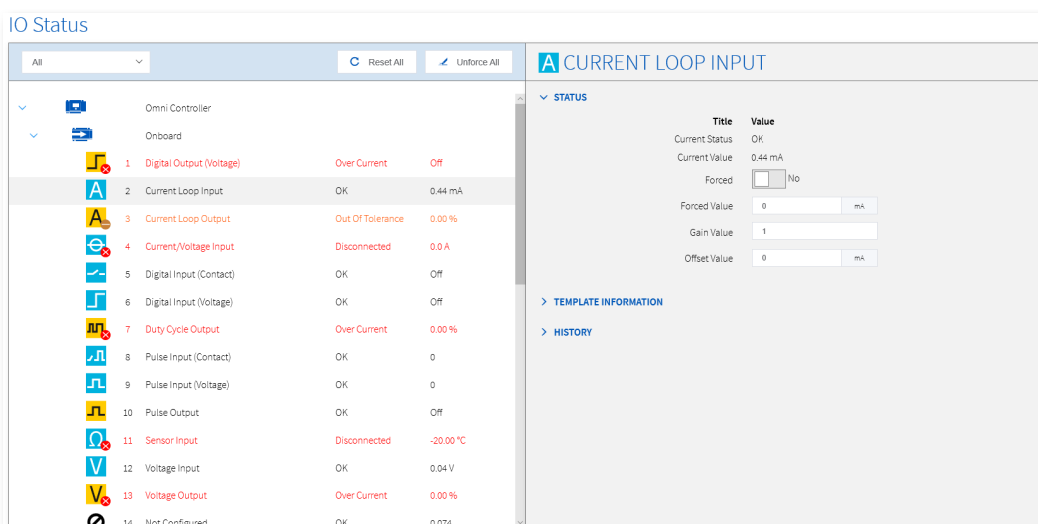 IO Status
All
Reset All
Unforce All
Omni Controller
Onboard
1 Digital Output (Voltage) Over Current Off
A 2 Current Loop Input OK 0.44 mA
A 3 Current Loop Output Out Of Tolerance 0.00 %
4 Current/Voltage Input Disconnected 0.0 A
5 Digital Input (Contact) OK Off
6 Digital Input (Voltage) OK Off
7 Duty Cycle Output Over Current 0.00 %
8 Pulse Input (Contact) OK 0
9 Pulse Input (Voltage) OK 0
10 Pulse Output OK Off
Ω 11 Sensor Input Disconnected -20.00 °C
V 12 Voltage Input OK 0.04 V
V 13 Voltage Output Over Current 0.00 %
14 Not Configured OK 0.074
A CURRENT LOOP INPUT
STATUS
Title Value
Current Status OK
Current Value 0.44 mA
Forced No
Forced Value 0 mA
Gain Value 1
Offset Value 0 mA
TEMPLATE INFORMATION
HISTORY